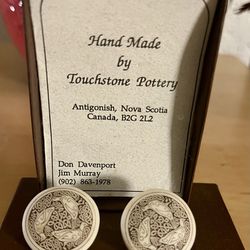 Hand Made
by
Touchstone Pottery
Antigonish, Nova Scotia
Canada, B2G 2L2
Don Davenport
Jim Murray
(902) 863-1978